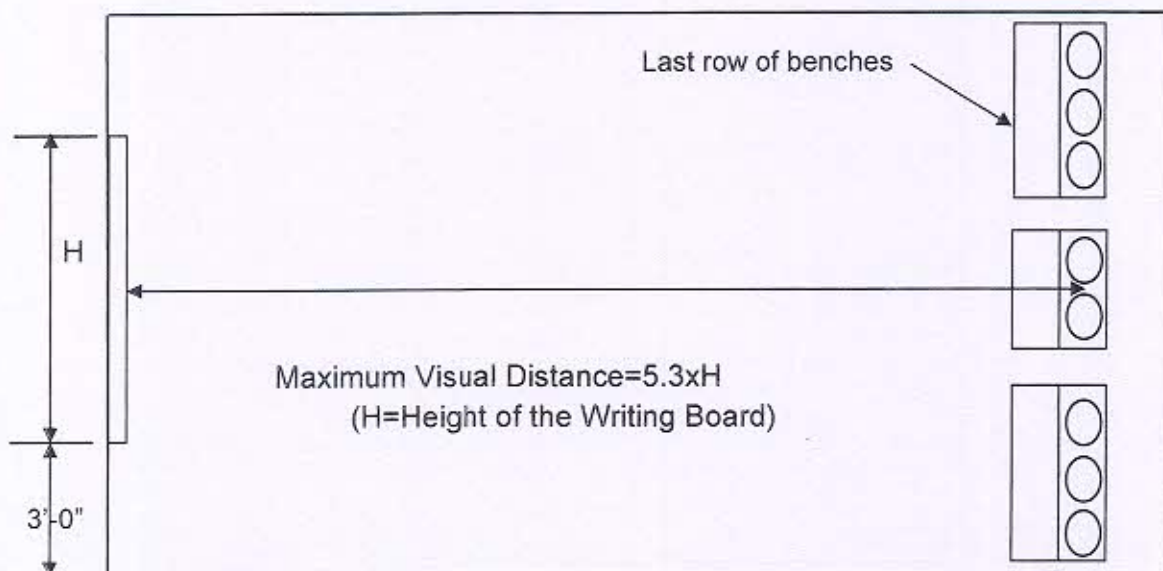 Last row of benches
H
Maximum Visual Distance=5.3xH
(H=Height of the Writing Board)
3'-0"